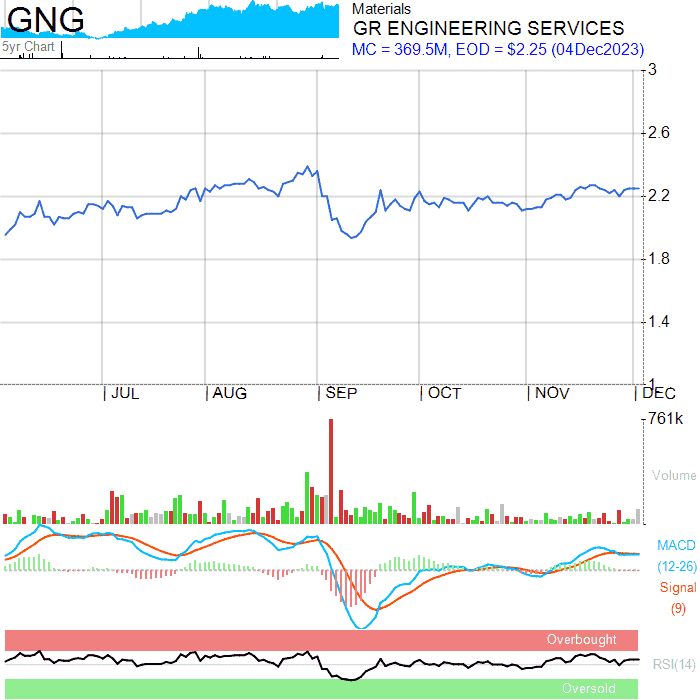 GNG
5yr Chart
Materials
GR ENGINEERING SERVICES
MC = 369.5M, EOD = $2.25 (04Dec2023)
3
2.6
2.2
1.8
1.4
1
JUL AUG SEP OCT NOV DEC
761k
Volume
MACD
(12-26)
Signal
(9)
Overbought
RSI(14)
Oversold